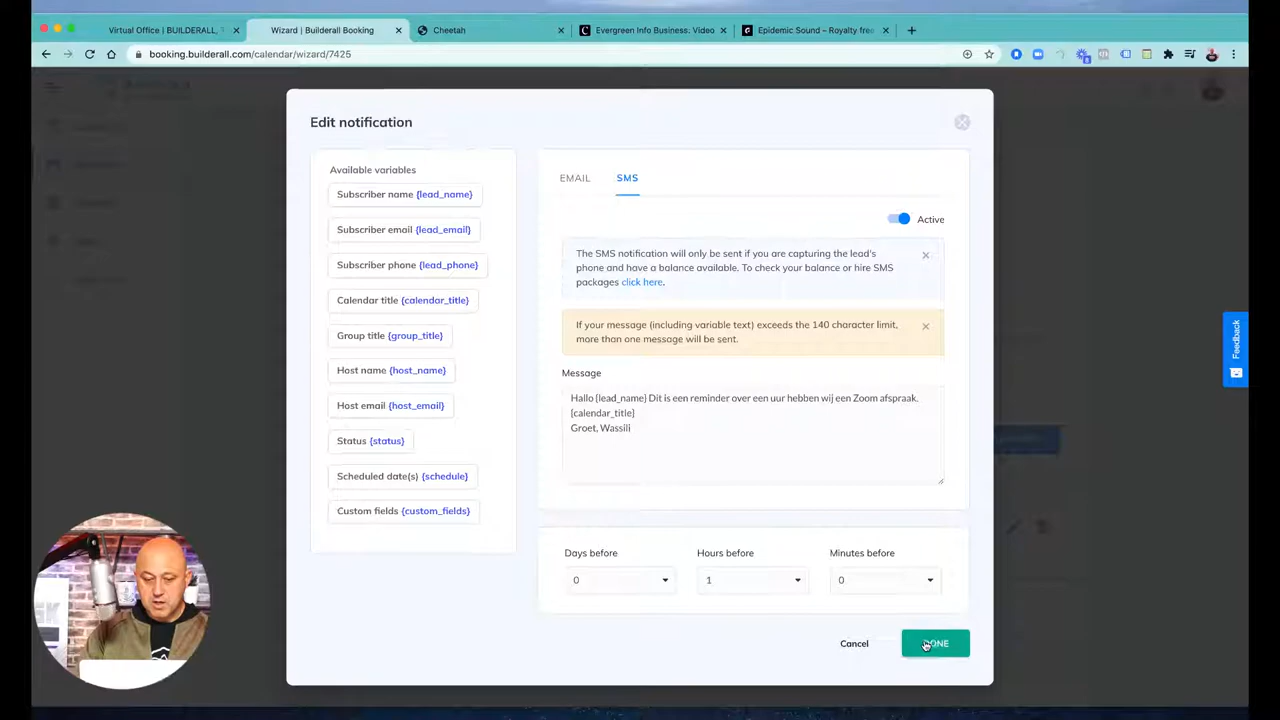 Virtual Office | BUILDERALL,
Wizard | Builderall Booking
Cheetah
Evergreen Info Business: Video
Epidemic Sound – Royalty free
booking.builderall.com/calendar/wizard/7425
Edit notification
Available variables
Subscriber name {lead_name}
Subscriber email {lead_email}
Subscriber phone {lead_phone}
Calendar title {calendar_title}
Group title {group_title}
Host name {host_name}
Host email {host_email}
Status {status}
Scheduled date(s) {schedule}
Custom fields {custom_fields}
EMAIL
SMS
Active
The SMS notification will only be sent if you are capturing the lead's
phone and have a balance available. To check your balance or hire SMS
packages click here.
If your message (including variable text) exceeds the 140 character limit,
more than one message will be sent.
Message
Hallo {lead_name} Dit is een reminder over een uur hebben wij een Zoom afspraak.
{calendar_title}
Groet, Wassili
Days before
Hours before
Minutes before
0
1
0
Cancel
DONE
Feedback